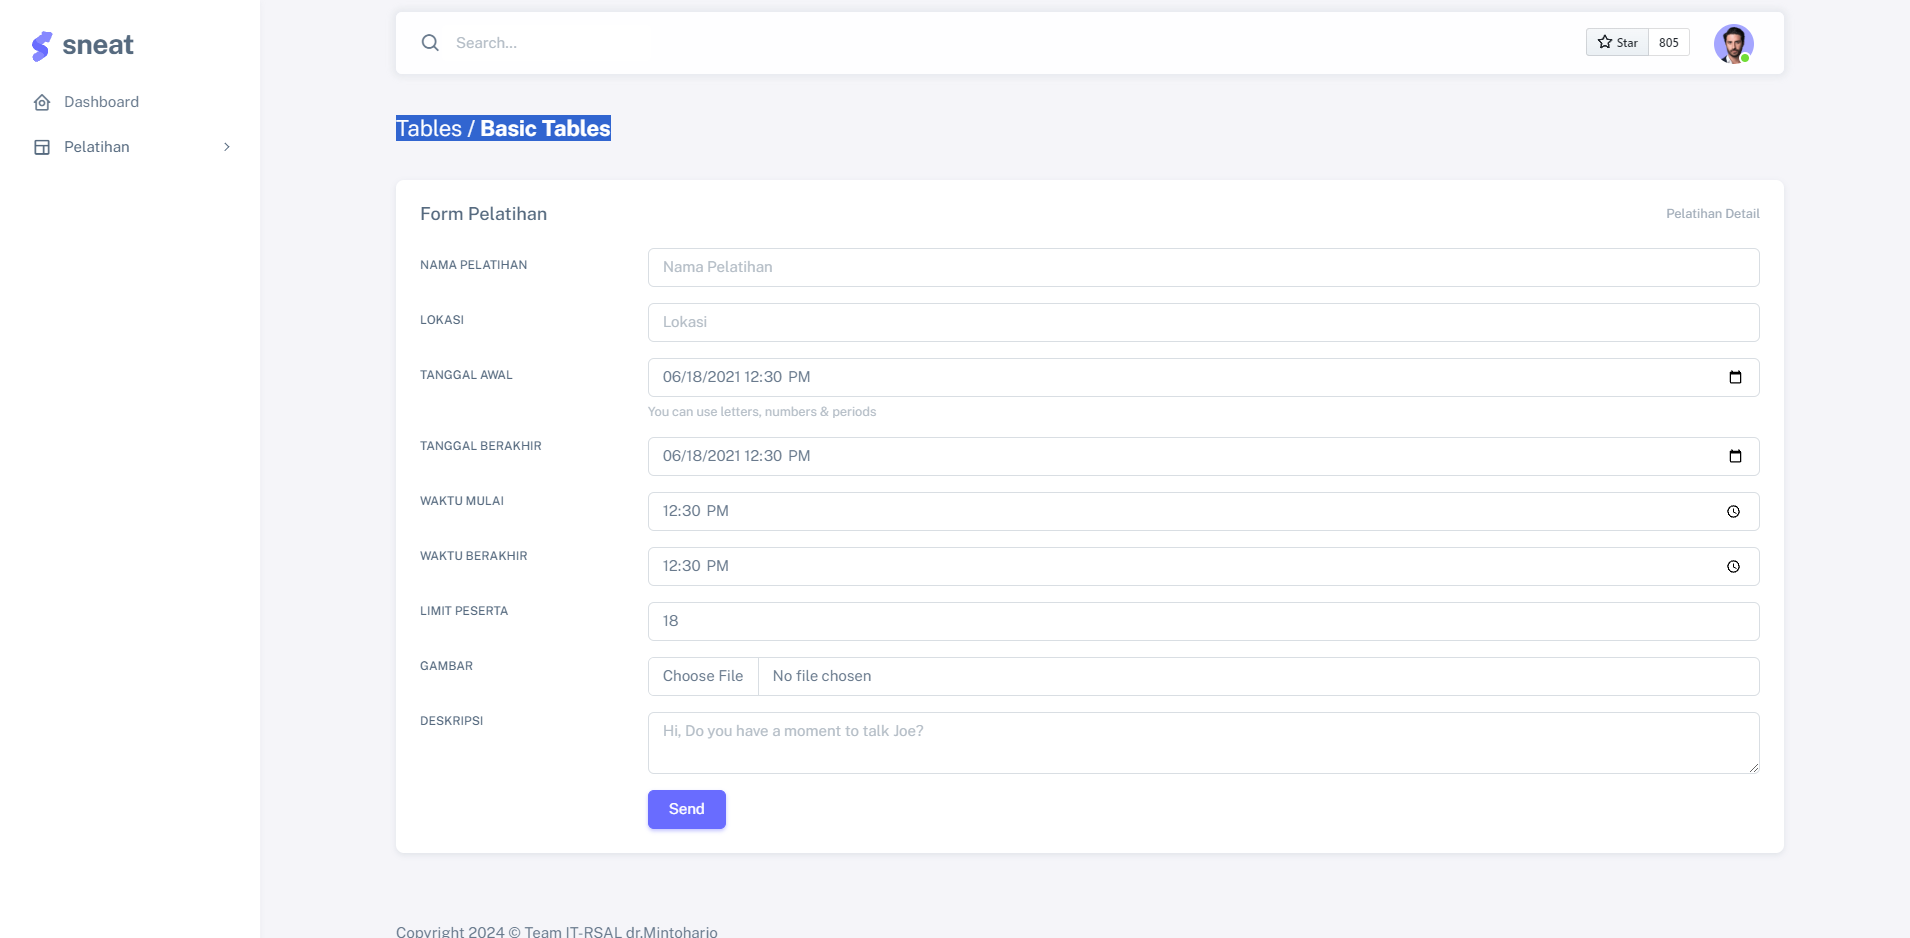 sneat
Search...
Star 805
Dashboard
Pelatihan
Tables / Basic Tables
Form Pelatihan
Pelatihan Detail
NAMA PELATIHAN
Nama Pelatihan
LOKASI
Lokasi
TANGGAL AWAL
06/18/2021 12:30 PM
You can use letters, numbers & periods
TANGGAL BERAKHIR
06/18/2021 12:30 PM
WAKTU MULAI
12:30 PM
WAKTU BERAKHIR
12:30 PM
LIMIT PESERTA
18
GAMBAR
Choose File No file chosen
DESKRIPSI
Hi, Do you have a moment to talk Joe?
Send
Copyright 2024 © Team IT-RSAL dr.Mintohario